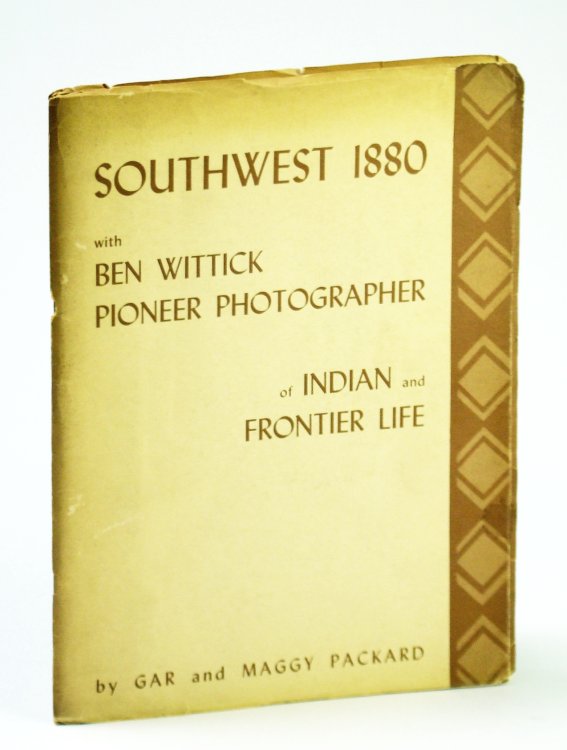 SOUTHWEST 1880
with
BEN WITTICK
PIONEER PHOTOGRAPHER
of INDIAN and
FRONTIER LIFE
by GAR and MAGGY PACKARD